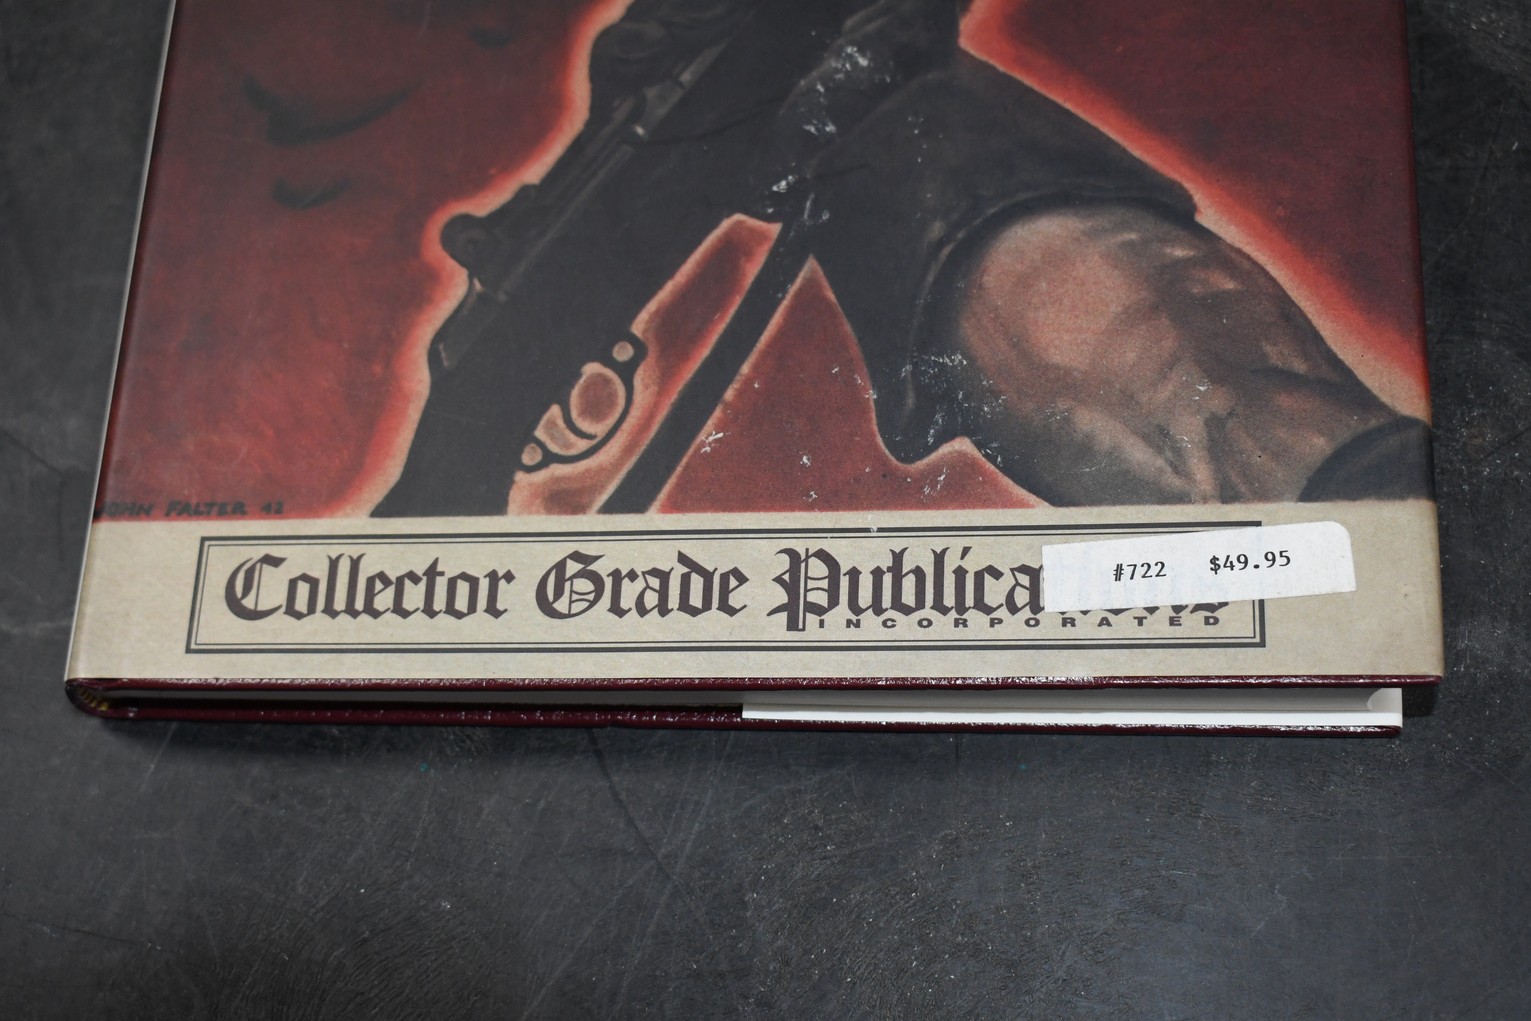 JOHN FALTER 42
Collector Grade Publica
#722 $49.95
INCORPORATED